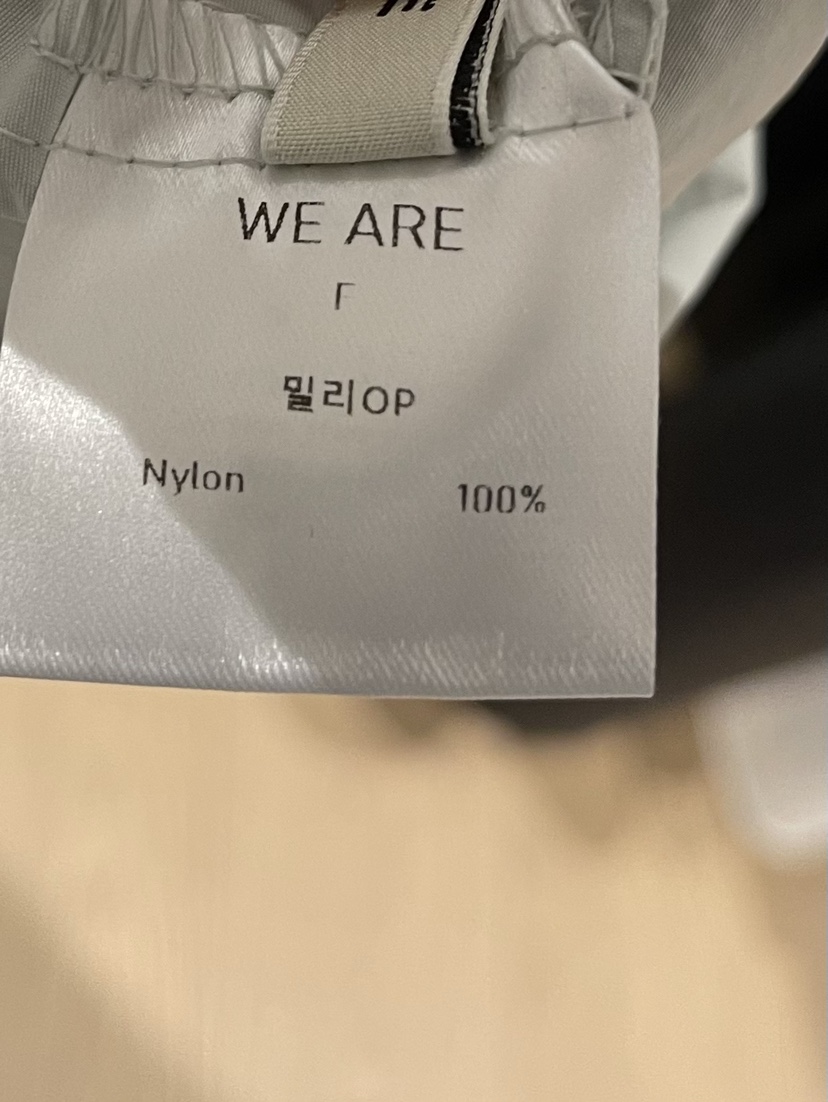 WE ARE
F
밀리OP
Nylon 100%